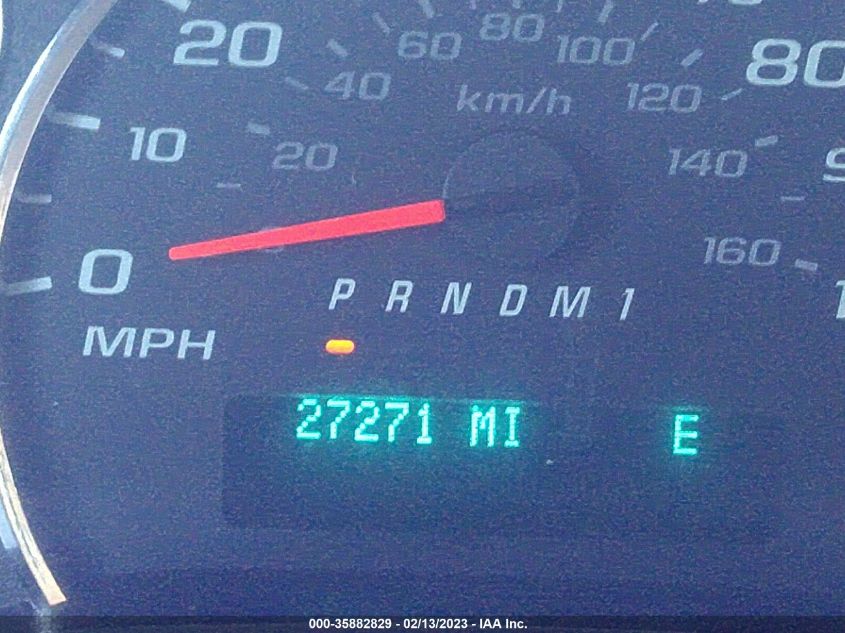 20 60 80 100 80
40 km/h 120
10 20 140
160
0
P R N D M 1
MPH
27271 MI E
000-35882829 - 02/13/2023 - IAA Inc.